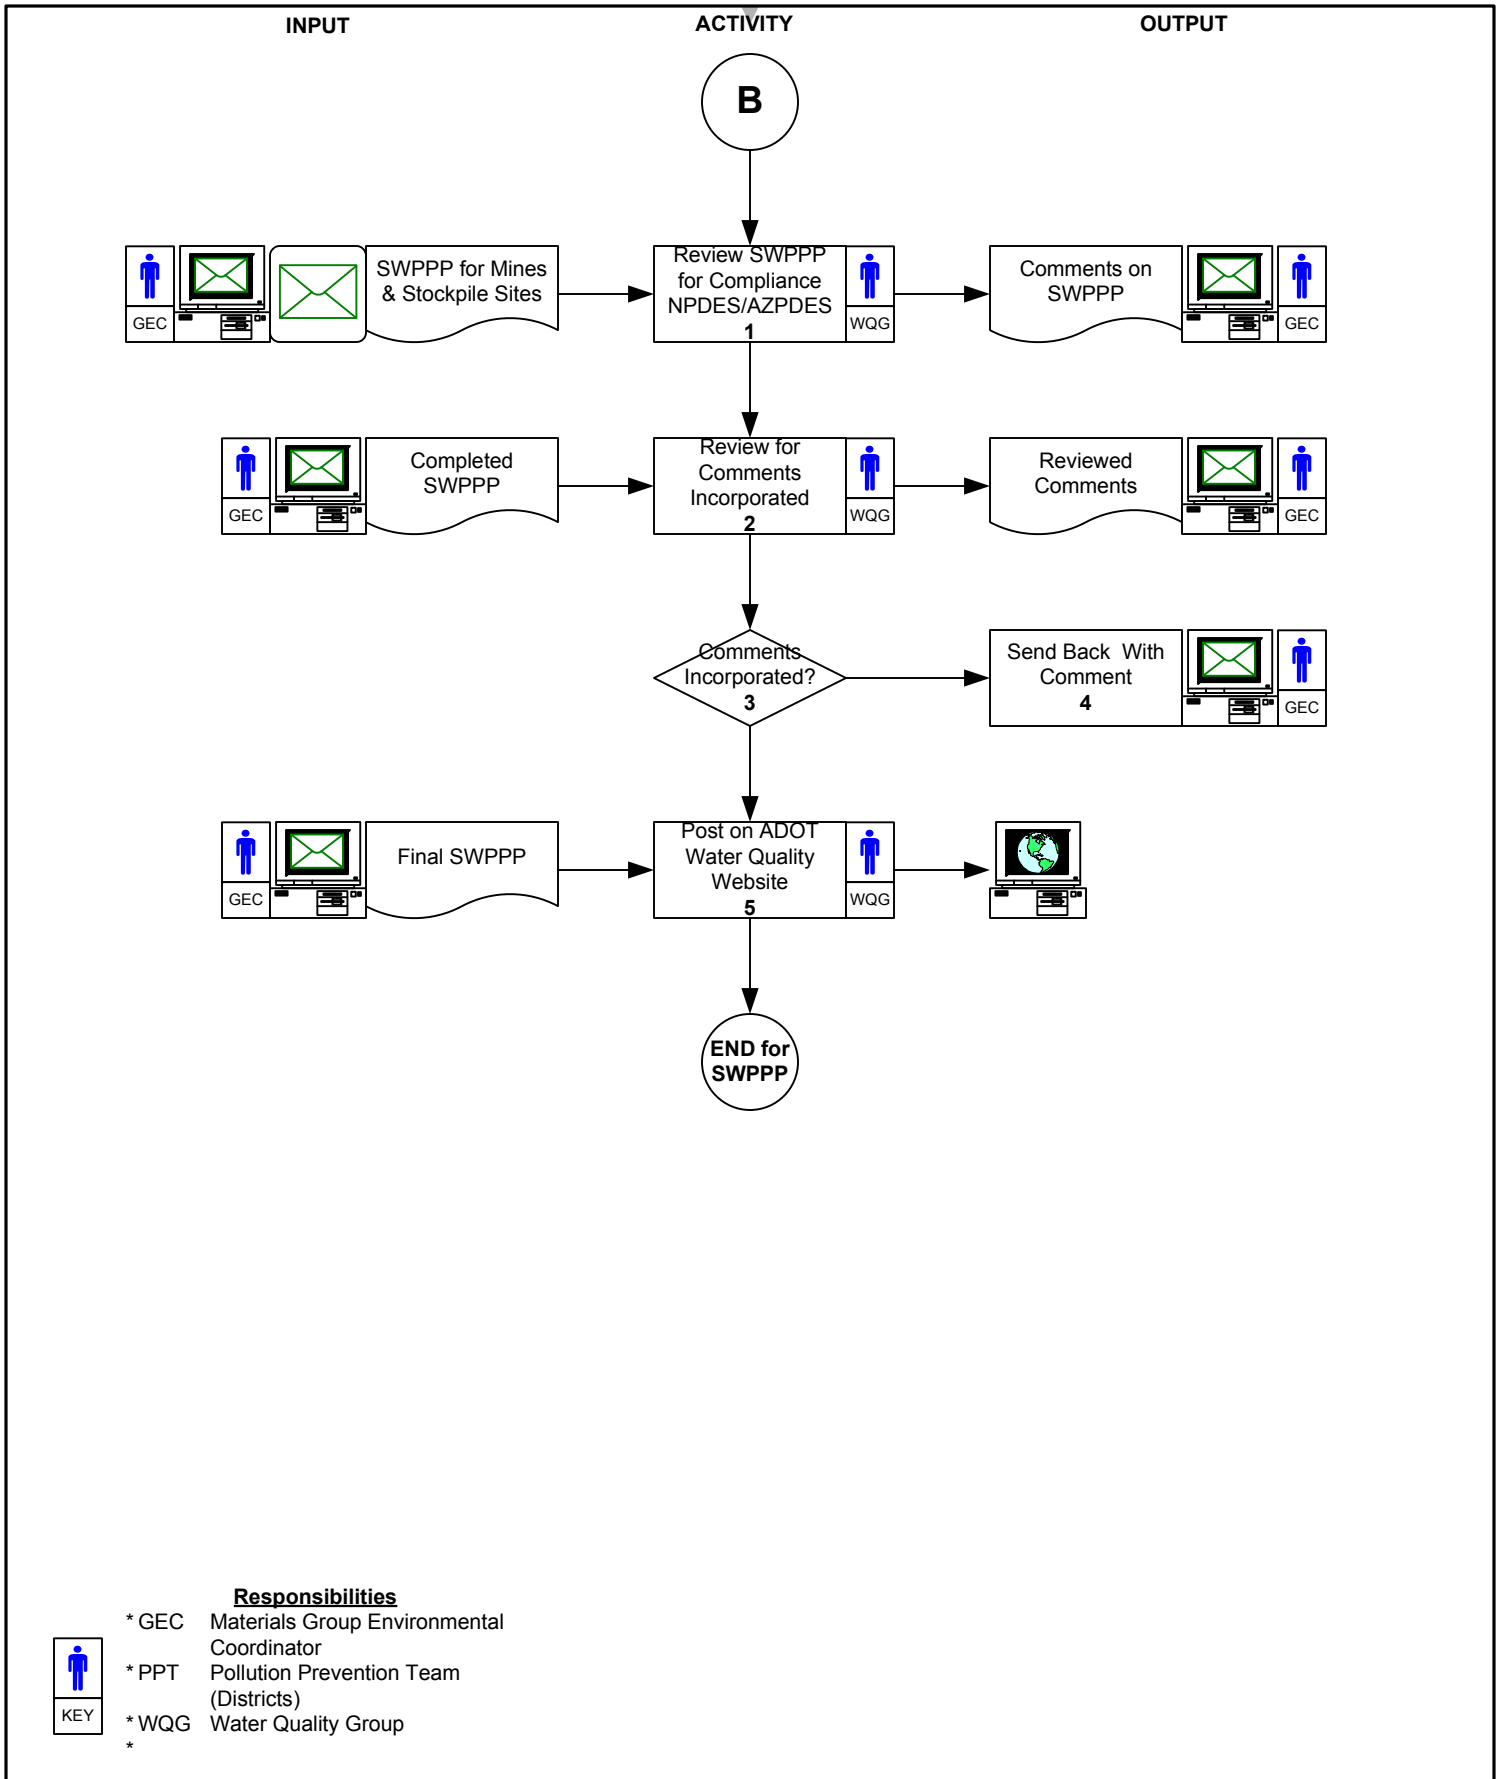 INPUT
ACTIVITY
OUTPUT
B
GEC
SWPPP for Mines
& Stockpile Sites
Review SWPPP
for Compliance
NPDES/AZPDES
1
WQG
Comments on
SWPPP
GEC
GEC
Completed
SWPPP
Review for
Comments
Incorporated
2
WQG
Reviewed
Comments
GEC
Comments
Incorporated?
3
Send Back With
Comment
4
GEC
GEC
Final SWPPP
Post on ADOT
Water Quality
Website
5
WQG
END for
SWPPP
Responsibilities
* GEC Materials Group Environmental
Coordinator
* PPT Pollution Prevention Team
(Districts)
* WQG Water Quality Group
*
KEY